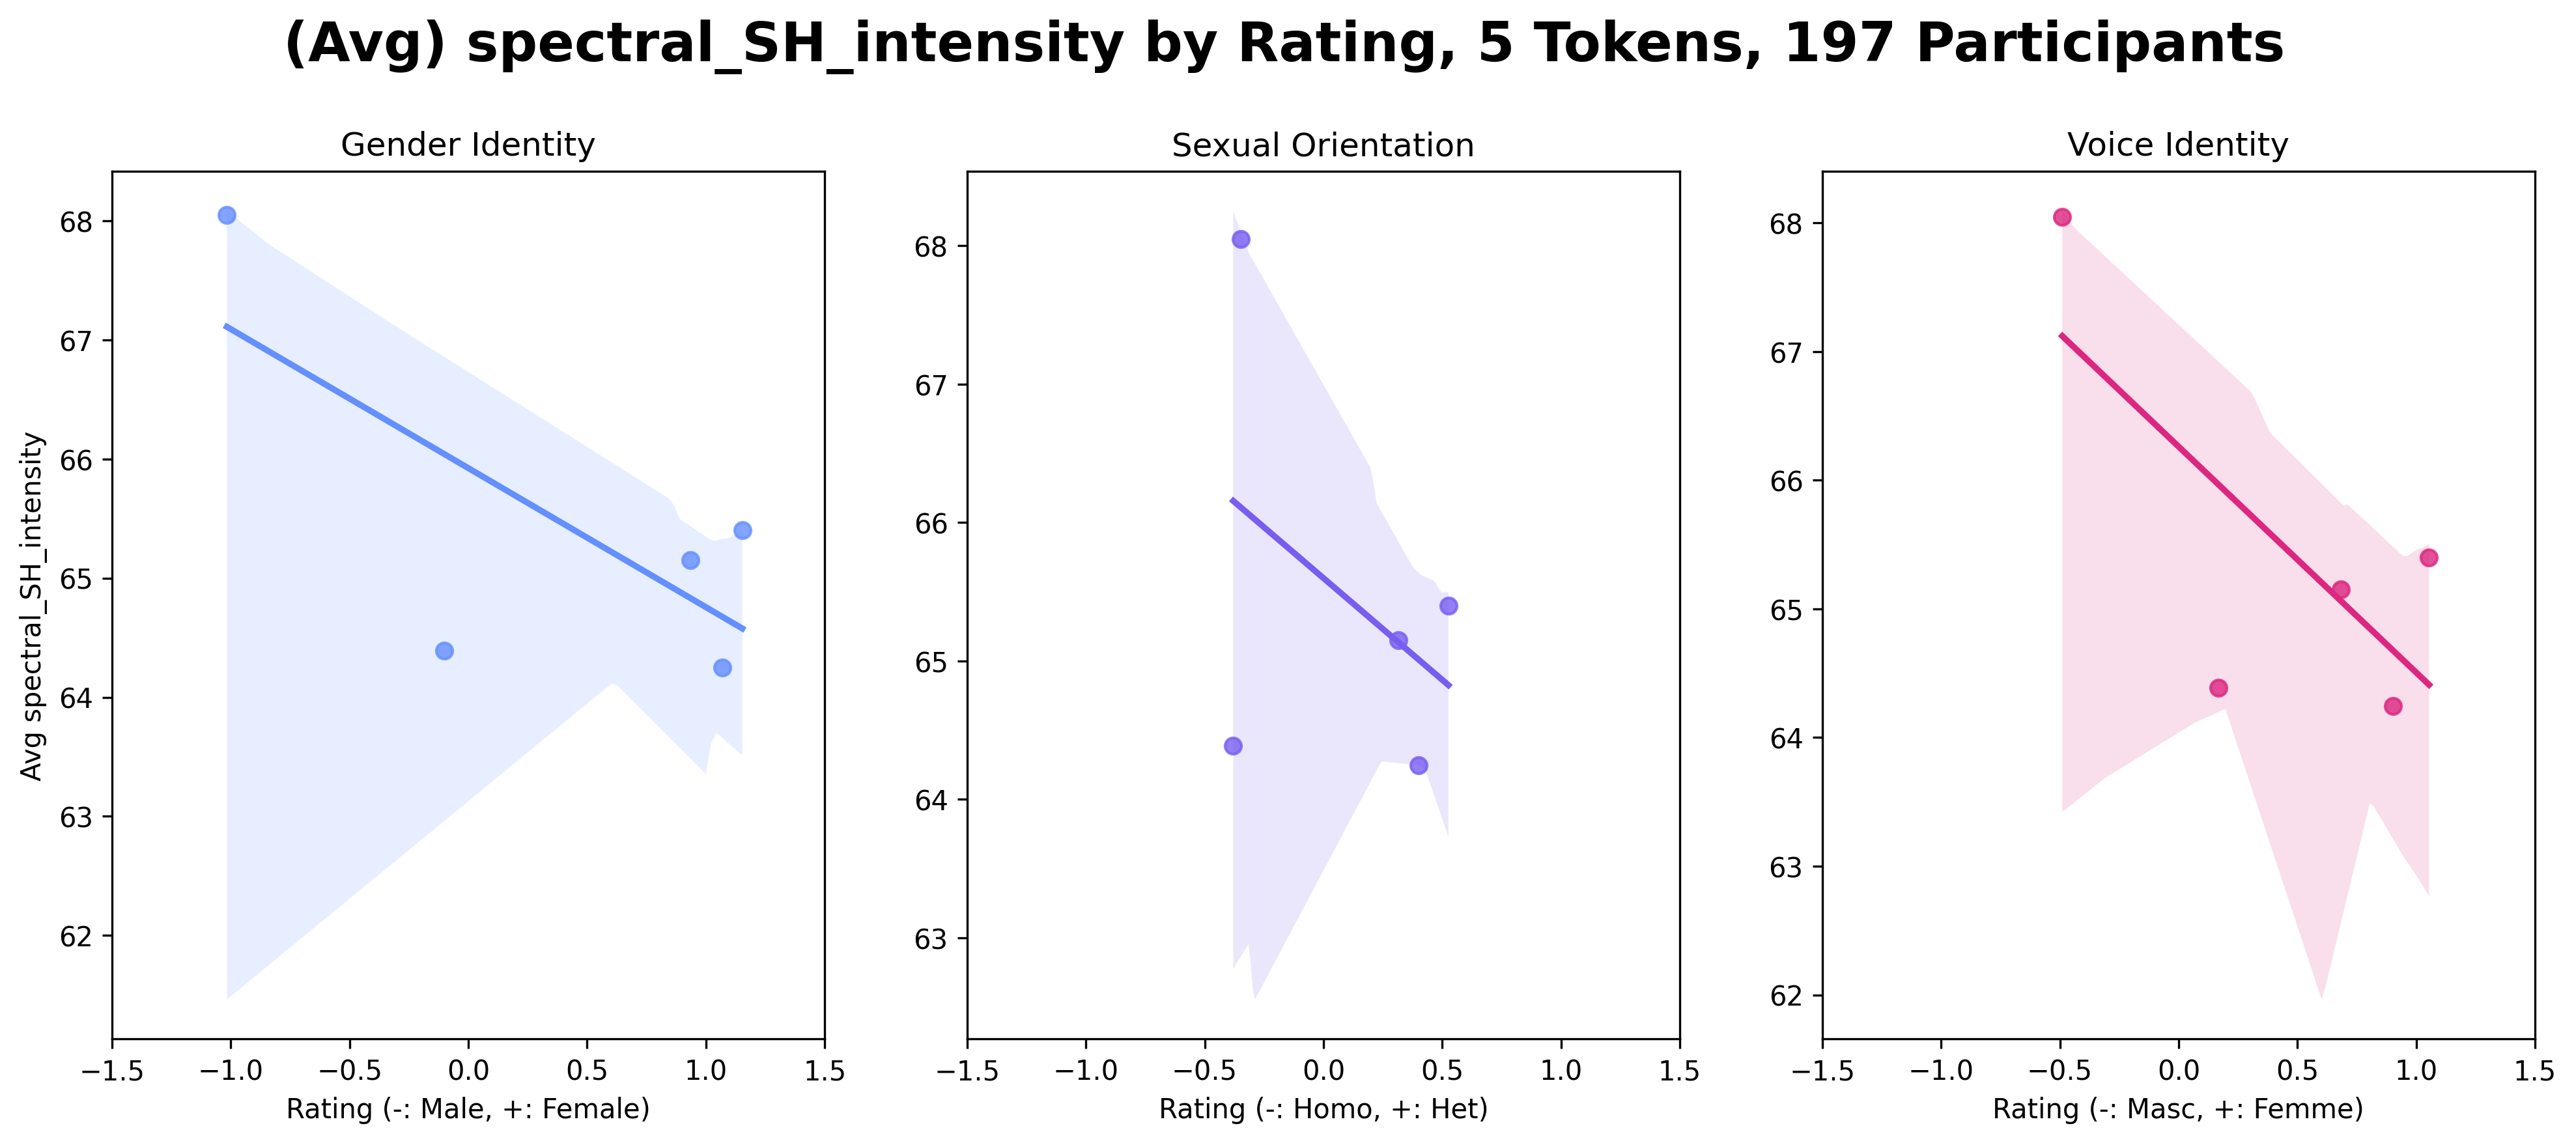 (Avg) spectral_SH_intensity by Rating, 5 Tokens, 197 Participants
Gender Identity
Avg spectral_SH_intensity
68
67
66
65
64
63
62
−1.5 −1.0 −0.5 0.0 0.5 1.0 1.5
Rating (-: Male, +: Female)
Sexual Orientation
68
67
66
65
64
63
−1.5 −1.0 −0.5 0.0 0.5 1.0 1.5
Rating (-: Homo, +: Het)
Voice Identity
68
67
66
65
64
63
62
−1.5 −1.0 −0.5 0.0 0.5 1.0 1.5
Rating (-: Masc, +: Femme)